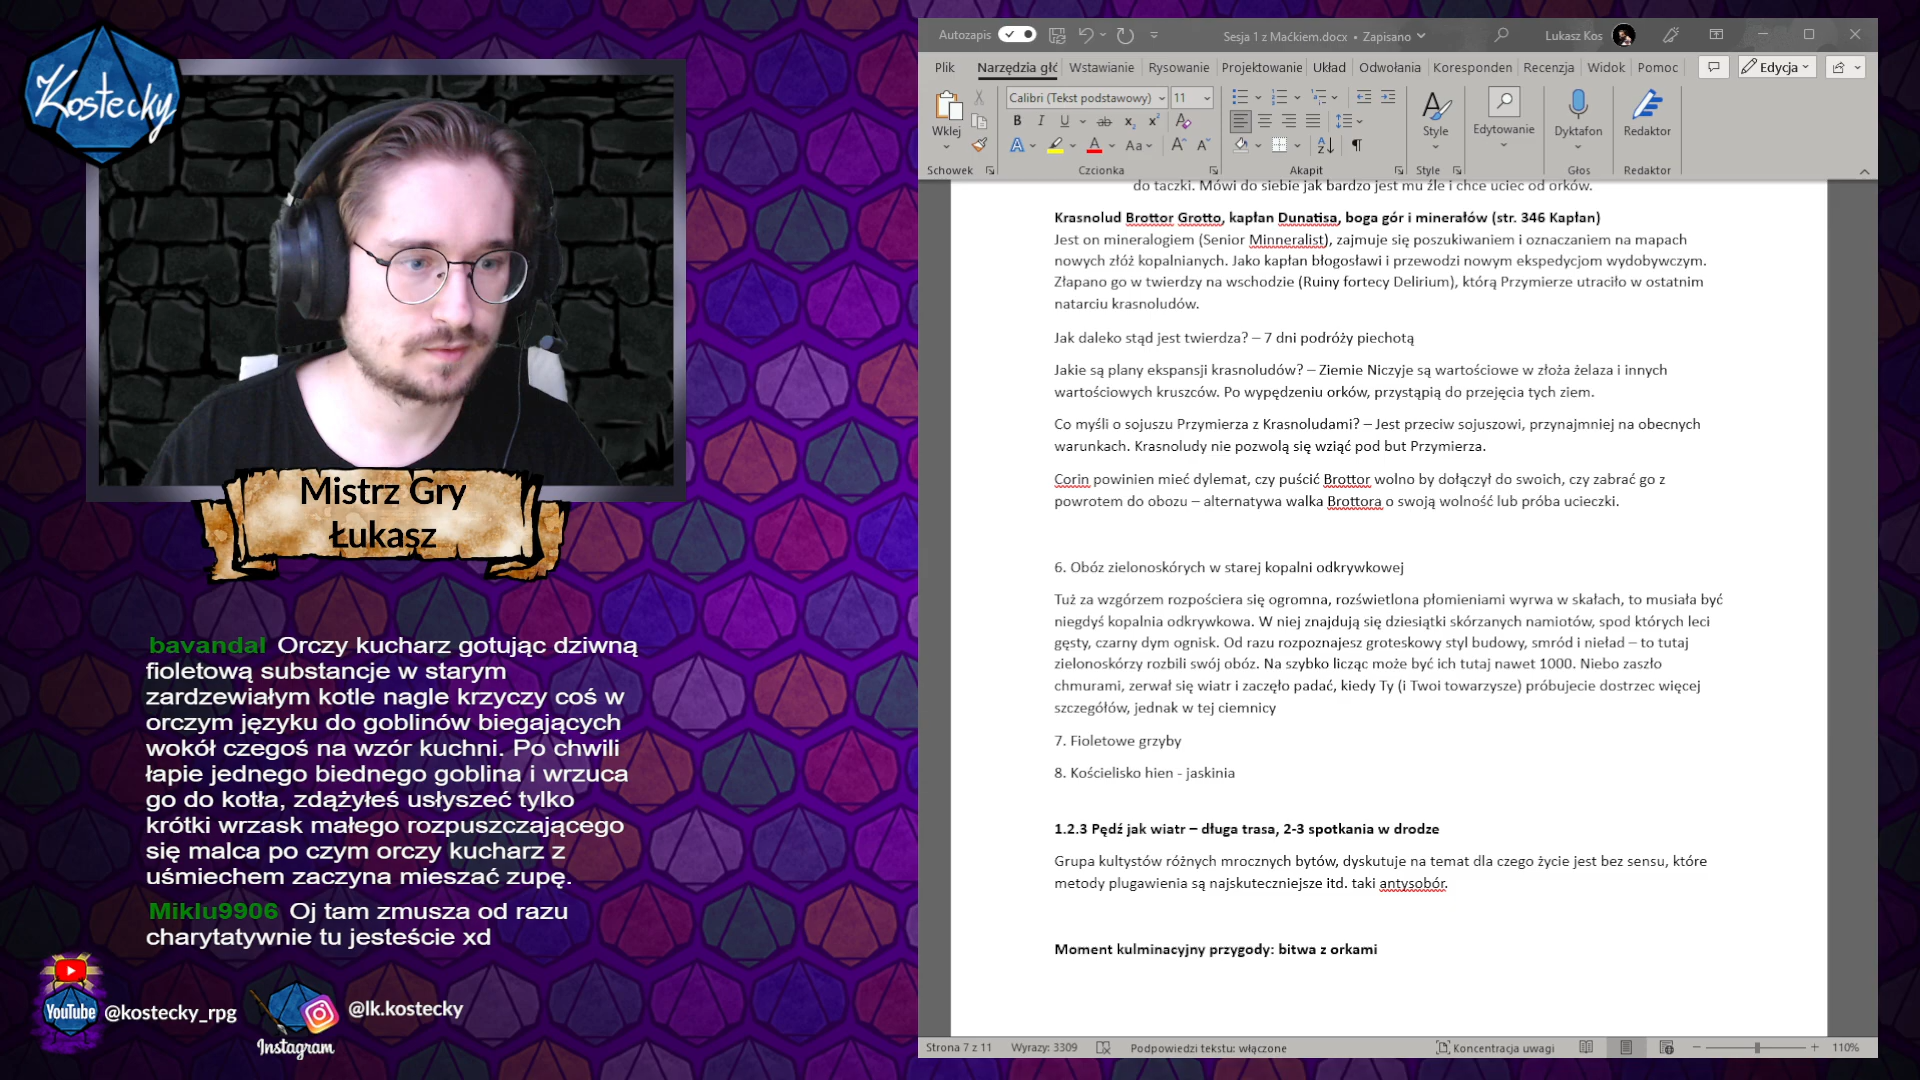 Kostecky
Mistrz Gry
Łukasz
bavandal Orczy kucharz gotując dziwną
fioletową substancje w starym
zardzewiałym kotle nagle krzyczy coś w
orczym języku do goblinów biegających
wokół czegoś na wzór kuchni. Po chwili
łapie jednego biednego goblina i wrzuca
go do kotła, zdążyłeś usłyszeć tylko
krótki wrzask małego rozpuszczającego
się malca po czym orczy kucharz z
uśmiechem zaczyna mieszać zupę.
Miklu9906 Oj tam zmusza od razu
charytatywnie tu jesteście xd
YouTube @kostecky_rpg
Instagram @lk.kostecky
Autozapis
Sesja 1 z Maćkiem.docx • Zapisano
Lukasz Kos
Plik Narzędzia głć Wstawianie Rysowanie Projektowanie Układ Odwołania Koresponden Recenzja Widok Pomoc Edycja
Calibri (Tekst podstawowy) 11
Wklej
Style Edytowanie Dyktafon Redaktor
Schowek Czcionka Akapit Style Głos Redaktor
do taczki. Mówi do siebie jak bardzo jest mu źle i chce uciec od orków.
Krasnolud Brottor Grotto, kapłan Dunatisa, boga gór i minerałów (str. 346 Kapłan)
Jest on mineralogiem (Senior Minneralist), zajmuje się poszukiwaniem i oznaczaniem na mapach
nowych złóż kopalnianych. Jako kapłan błogosławi i przewodzi nowym ekspedycjom wydobywczym.
Złapano go w twierdzy na wschodzie (Ruiny fortecy Delirium), którą Przymierze utraciło w ostatnim
natarciu krasnoludów.
Jak daleko stąd jest twierdza? – 7 dni podróży piechotą
Jakie są plany ekspansji krasnoludów? – Ziemie Niczyje są wartościowe w złoża żelaza i innych
wartościowych kruszców. Po wypędzeniu orków, przystąpią do przejęcia tych ziem.
Co myśli o sojuszu Przymierza z Krasnoludami? – Jest przeciw sojuszowi, przynajmniej na obecnych
warunkach. Krasnoludy nie pozwolą się wziąć pod but Przymierza.
Corin powinien mieć dylemat, czy puścić Brottor wolno by dołączył do swoich, czy zabrać go z
powrotem do obozu – alternatywa walka Brottora o swoją wolność lub próba ucieczki.
6. Obóz zielonoskórych w starej kopalni odkrywkowej
Tuż za wzgórzem rozpościera się ogromna, rozświetlona płomieniami wyrwa w skałach, to musiała być
niegdyś kopalnia odkrywkowa. W niej znajdują się dziesiątki skórzanych namiotów, spod których leci
gęsty, czarny dym ognisk. Od razu rozpoznajesz groteskowy styl budowy, smród i nieład – to tutaj
zielonoskórzy rozbili swój obóz. Na szybko licząc może być ich tutaj nawet 1000. Niebo zaszło
chmurami, zerwał się wiatr i zaczęło padać, kiedy Ty (i Twoi towarzysze) próbujecie dostrzec więcej
szczegółów, jednak w tej ciemnicy
7. Fioletowe grzyby
8. Kościelisko hien - jaskinia
1.2.3 Pędź jak wiatr – długa trasa, 2-3 spotkania w drodze
Grupa kultystów różnych mrocznych bytów, dyskutuje na temat dla czego życie jest bez sensu, które
metody plugawienia są najskuteczniejsze itd. taki antysobór.
Moment kulminacyjny przygody: bitwa z orkami
Strona 7 z 11 Wyrazy: 3309 Podpowiedzi tekstu: włączone Koncentracja uwagi 110%